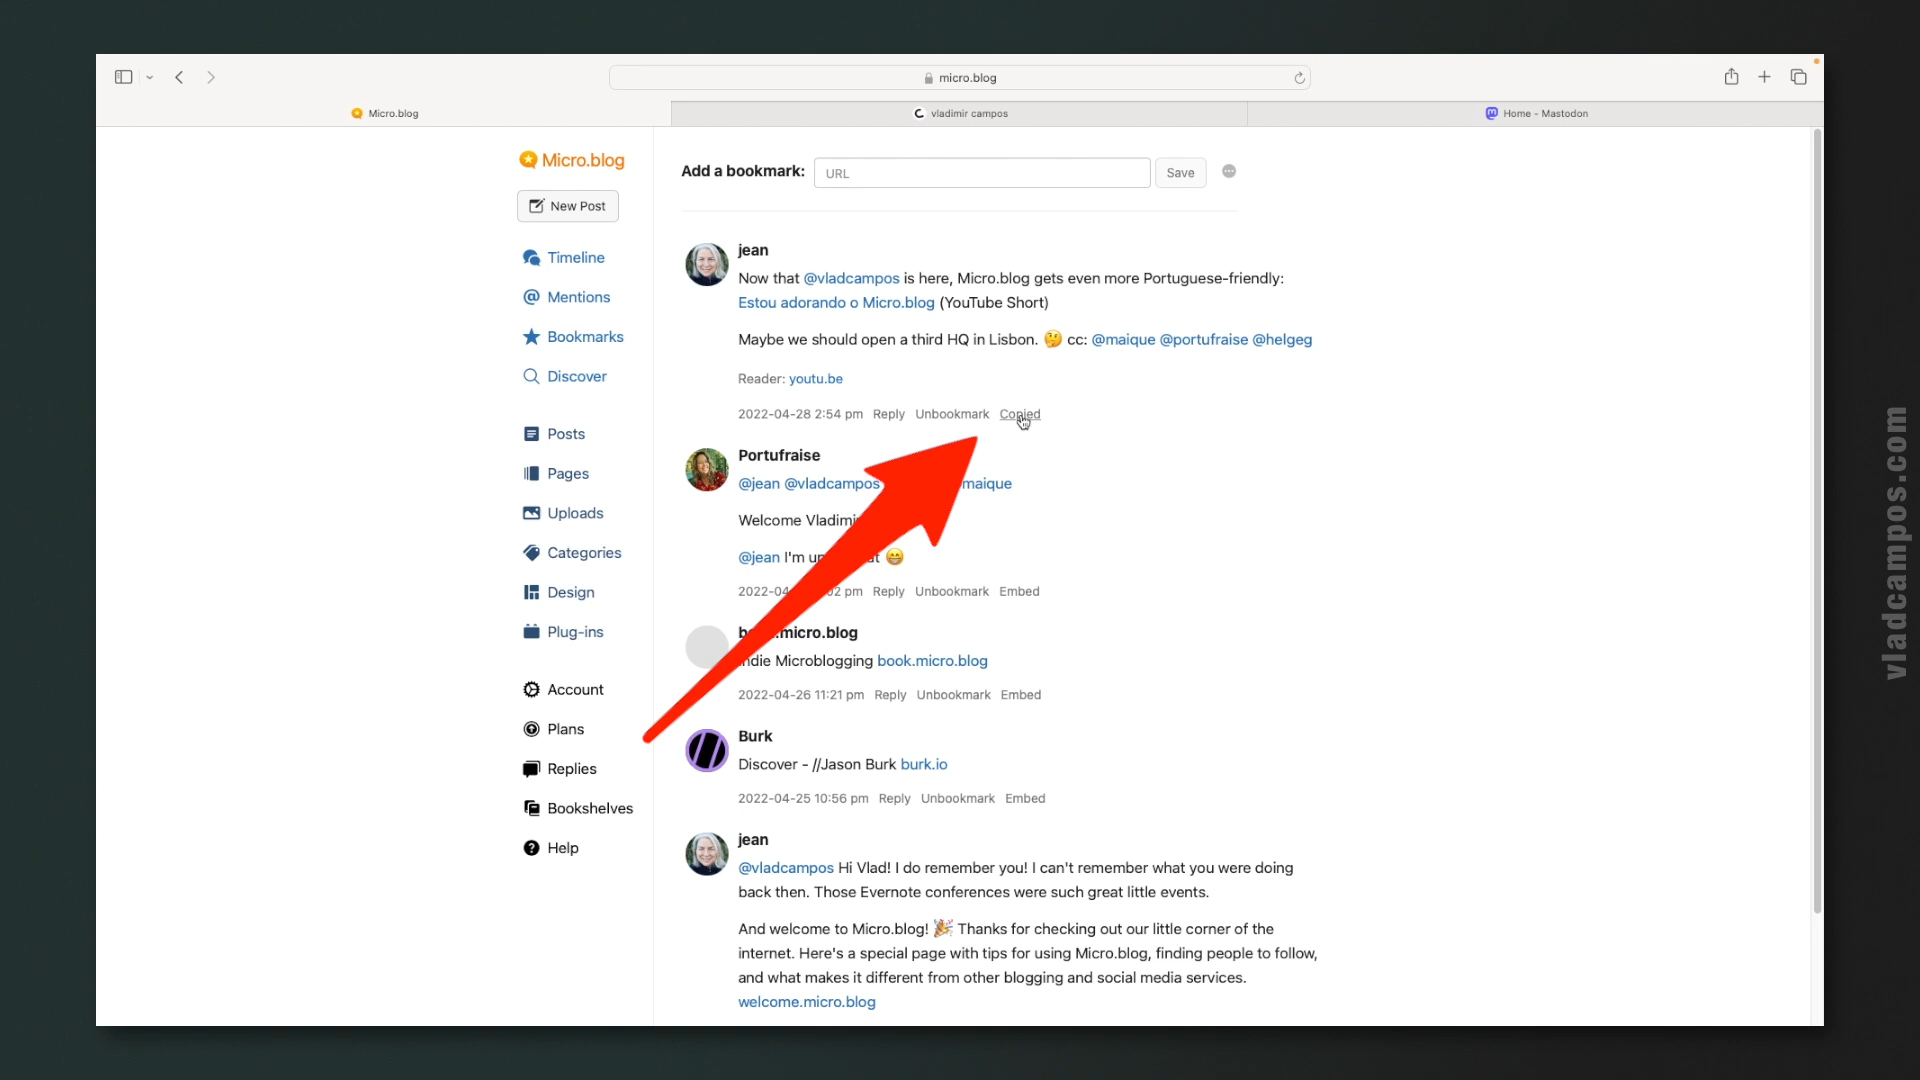 micro.blog
Micro.blog
vladimir campos
Home - Mastodon
Micro.blog
New Post
Timeline
Mentions
Bookmarks
Discover
Posts
Pages
Uploads
Categories
Design
Plug-ins
Account
Plans
Replies
Bookshelves
Help
Add a bookmark: URL Save
jean
Now that @vladcampos is here, Micro.blog gets even more Portuguese-friendly:
Estou adorando o Micro.blog (YouTube Short)
Maybe we should open a third HQ in Lisbon. 🤔 cc: @maique @portufraise @helgeg
Reader: youtu.be
2022-04-28 2:54 pm Reply Unbookmark Copied
Portufraise
@jean @vladcampos maique
Welcome
@jean I'm 😁
pm Reply Unbookmark Embed
micro.blog
Microblogging book.micro.blog
2022-04-26 11:21 pm Reply Unbookmark Embed
Burk
Discover - //Jason Burk burk.io
2022-04-25 10:56 pm Reply Unbookmark Embed
jean
@vladcampos Hi Vlad! I do remember you! I can't remember what you were doing
back then. Those Evernote conferences were such great little events.
And welcome to Micro.blog! 🎉 Thanks for checking out our little corner of the
internet. Here's a special page with tips for using Micro.blog, finding people to follow,
and what makes it different from other blogging and social media services.
welcome.micro.blog
vladcampos.com